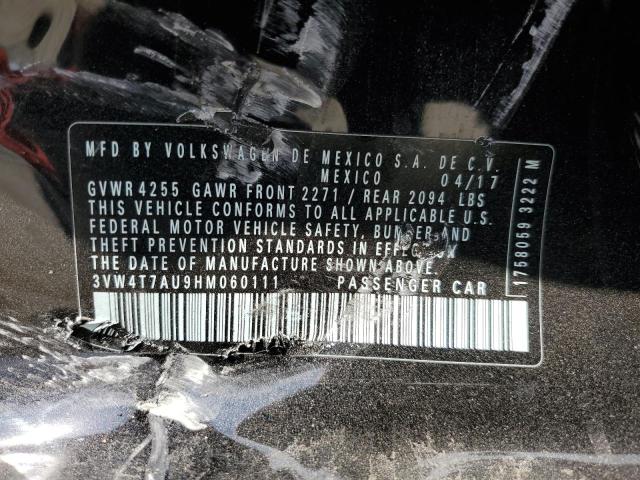 MFD BY VOLKSWAGEN DE MEXICO S.A. DE C.V
MEXICO 04/17
GVWR 4255 GAWR FRONT 2271 / REAR 2094 LBS
THIS VEHICLE CONFORMS TO ALL APPLICABLE U.S.
FEDERAL MOTOR VEHICLE SAFETY, BUMPER AND
THEFT PREVENTION STANDARDS IN EFFECT ON
THE DATE OF MANUFACTURE SHOWN ABOVE.
3VW4T7AU9HM060111 PASSENGER CAR
1758059 3222 M